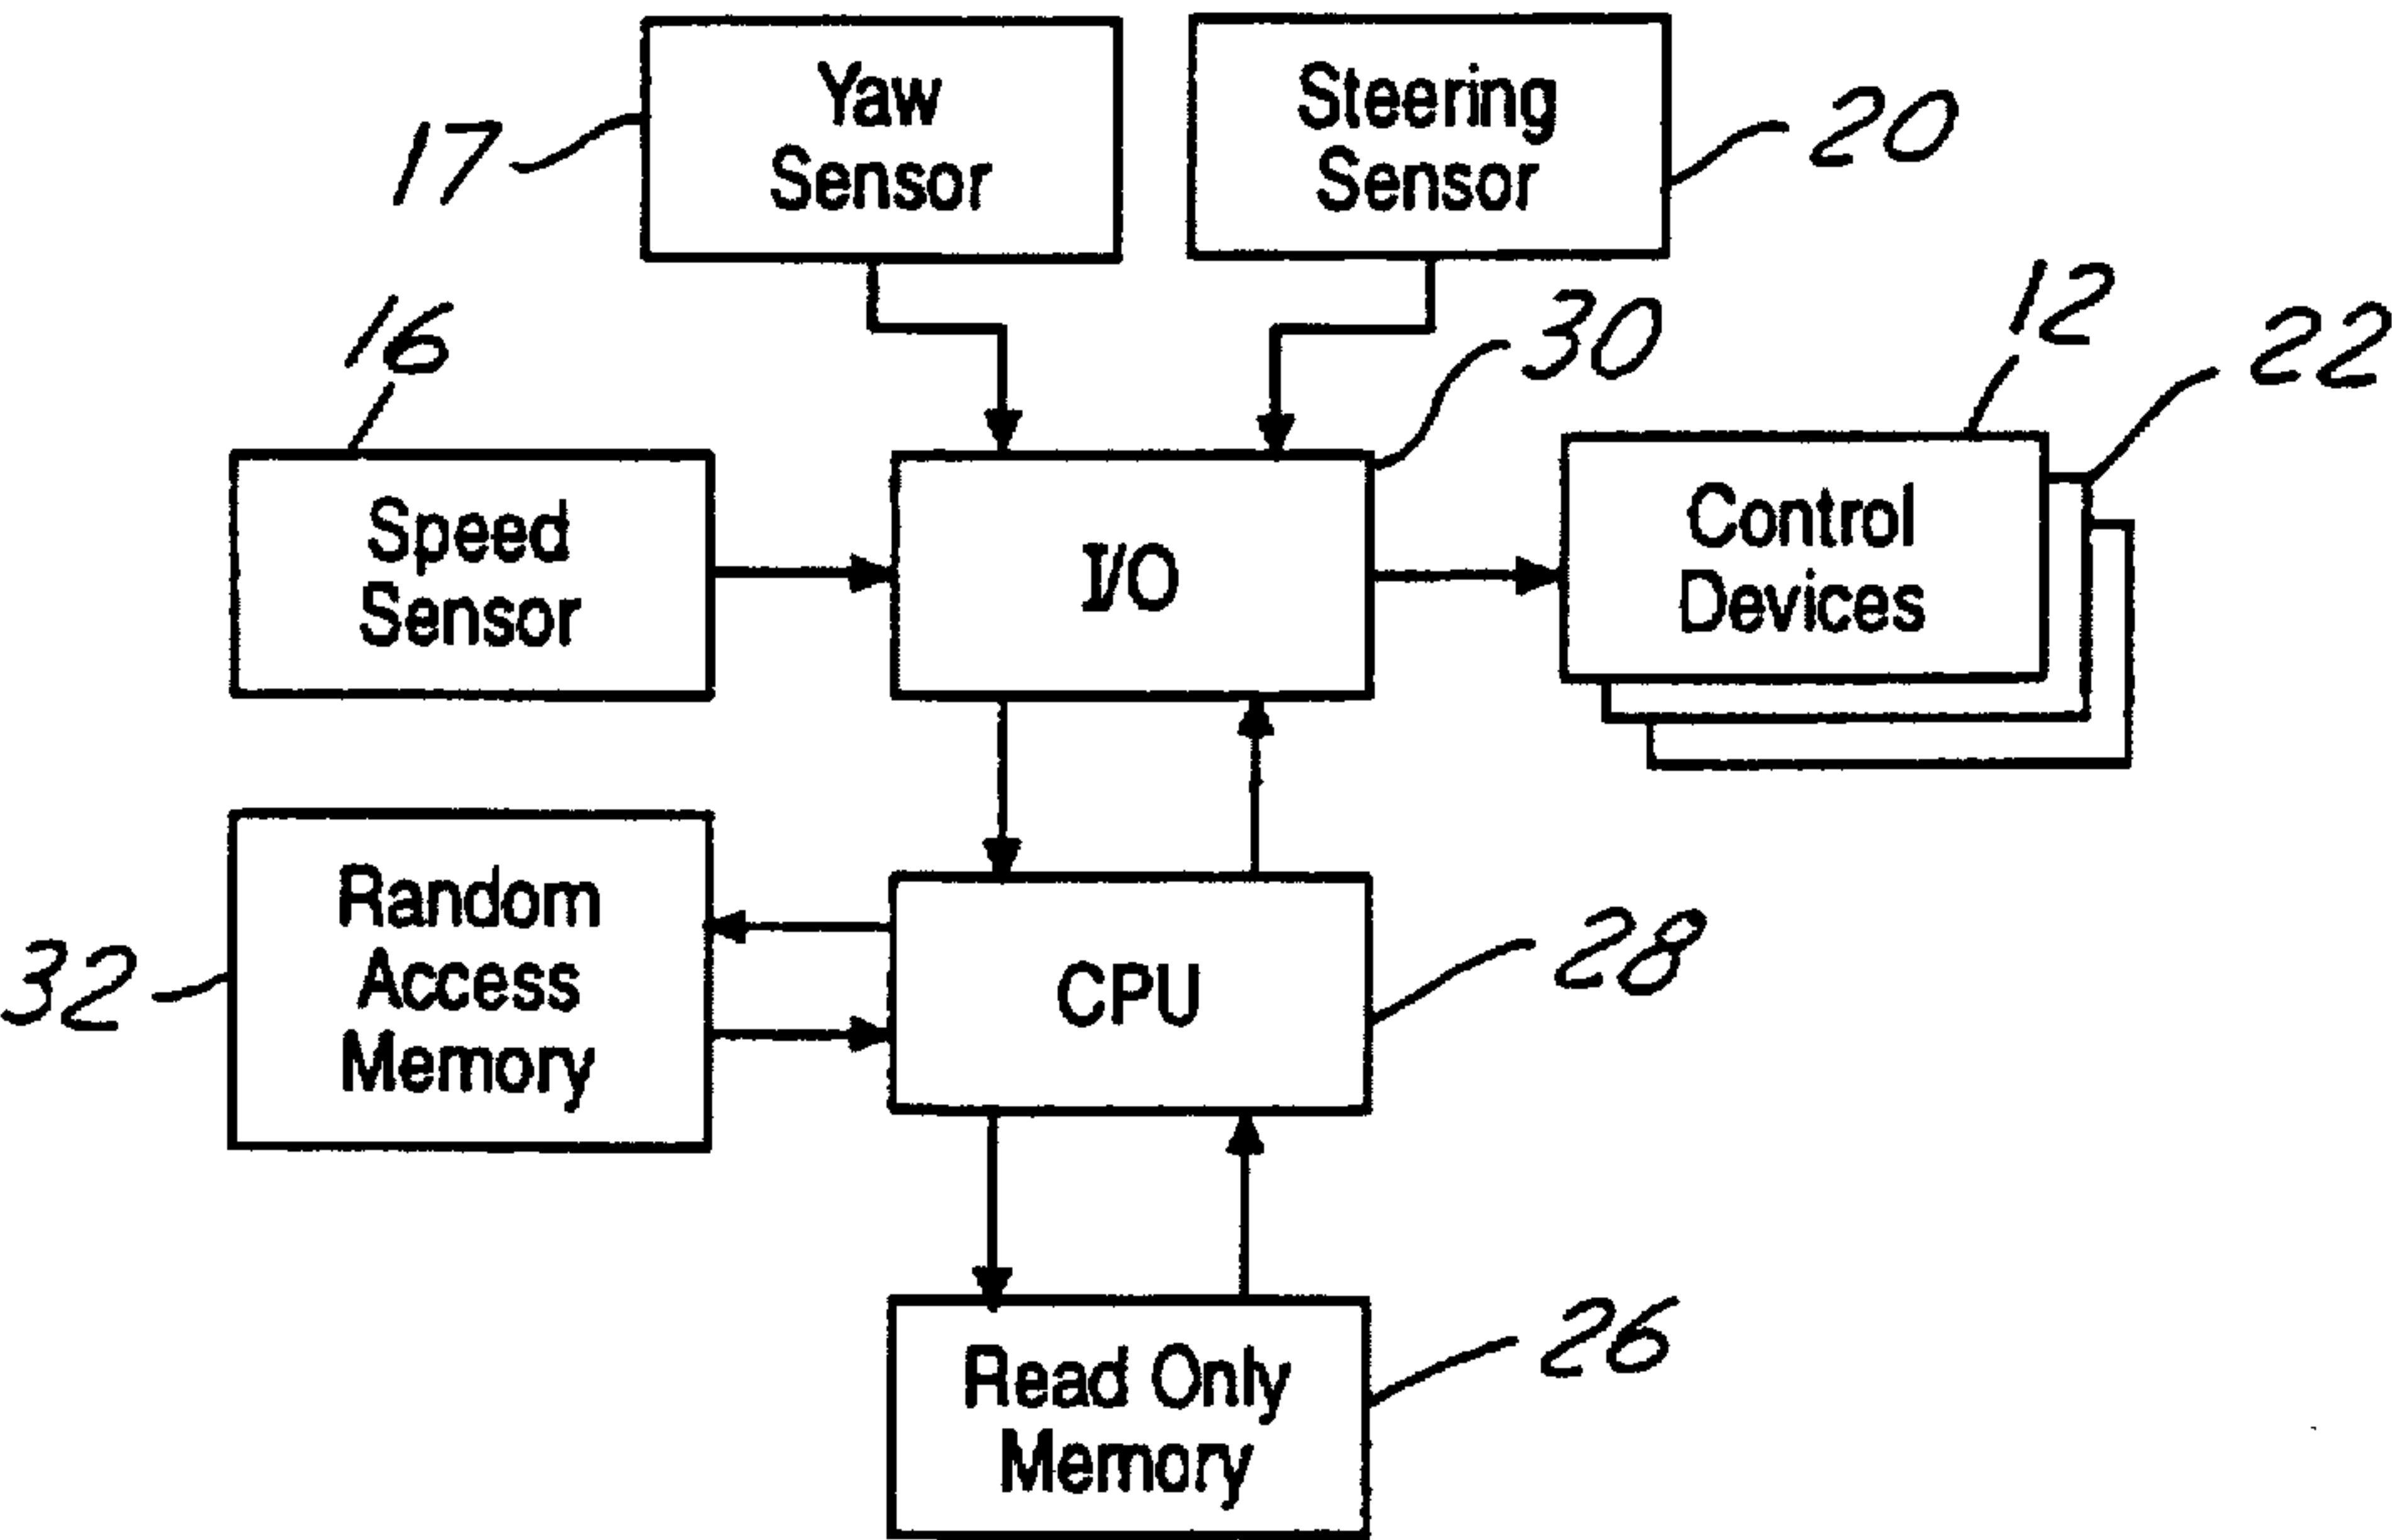 17
Yaw
Sensor
Steering
Sensor
20
16
Speed
Sensor
I/O
30
Control
Devices
12
22
32
Random
Access
Memory
CPU
28
Read Only
Memory
26